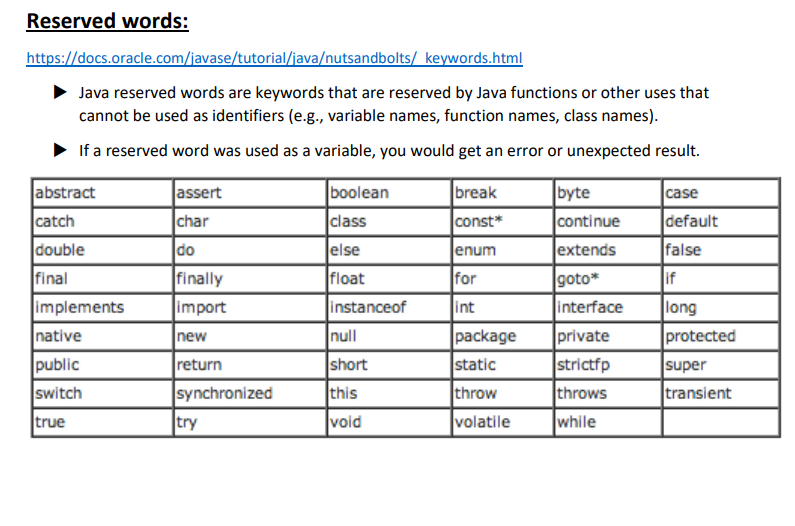 Reserved words:
https://docs.oracle.com/javase/tutorial/java/nutsandbolts/_keywords.html
▶ Java reserved words are keywords that are reserved by Java functions or other uses that
cannot be used as identifiers (e.g., variable names, function names, class names).
▶ If a reserved word was used as a variable, you would get an error or unexpected result.
abstract assert boolean break byte case
catch char class const* continue default
double do else enum extends false
final finally float for goto* if
implements import instanceof int interface long
native new null package private protected
public return short static strictfp super
switch synchronized this throw throws transient
true try void volatile while